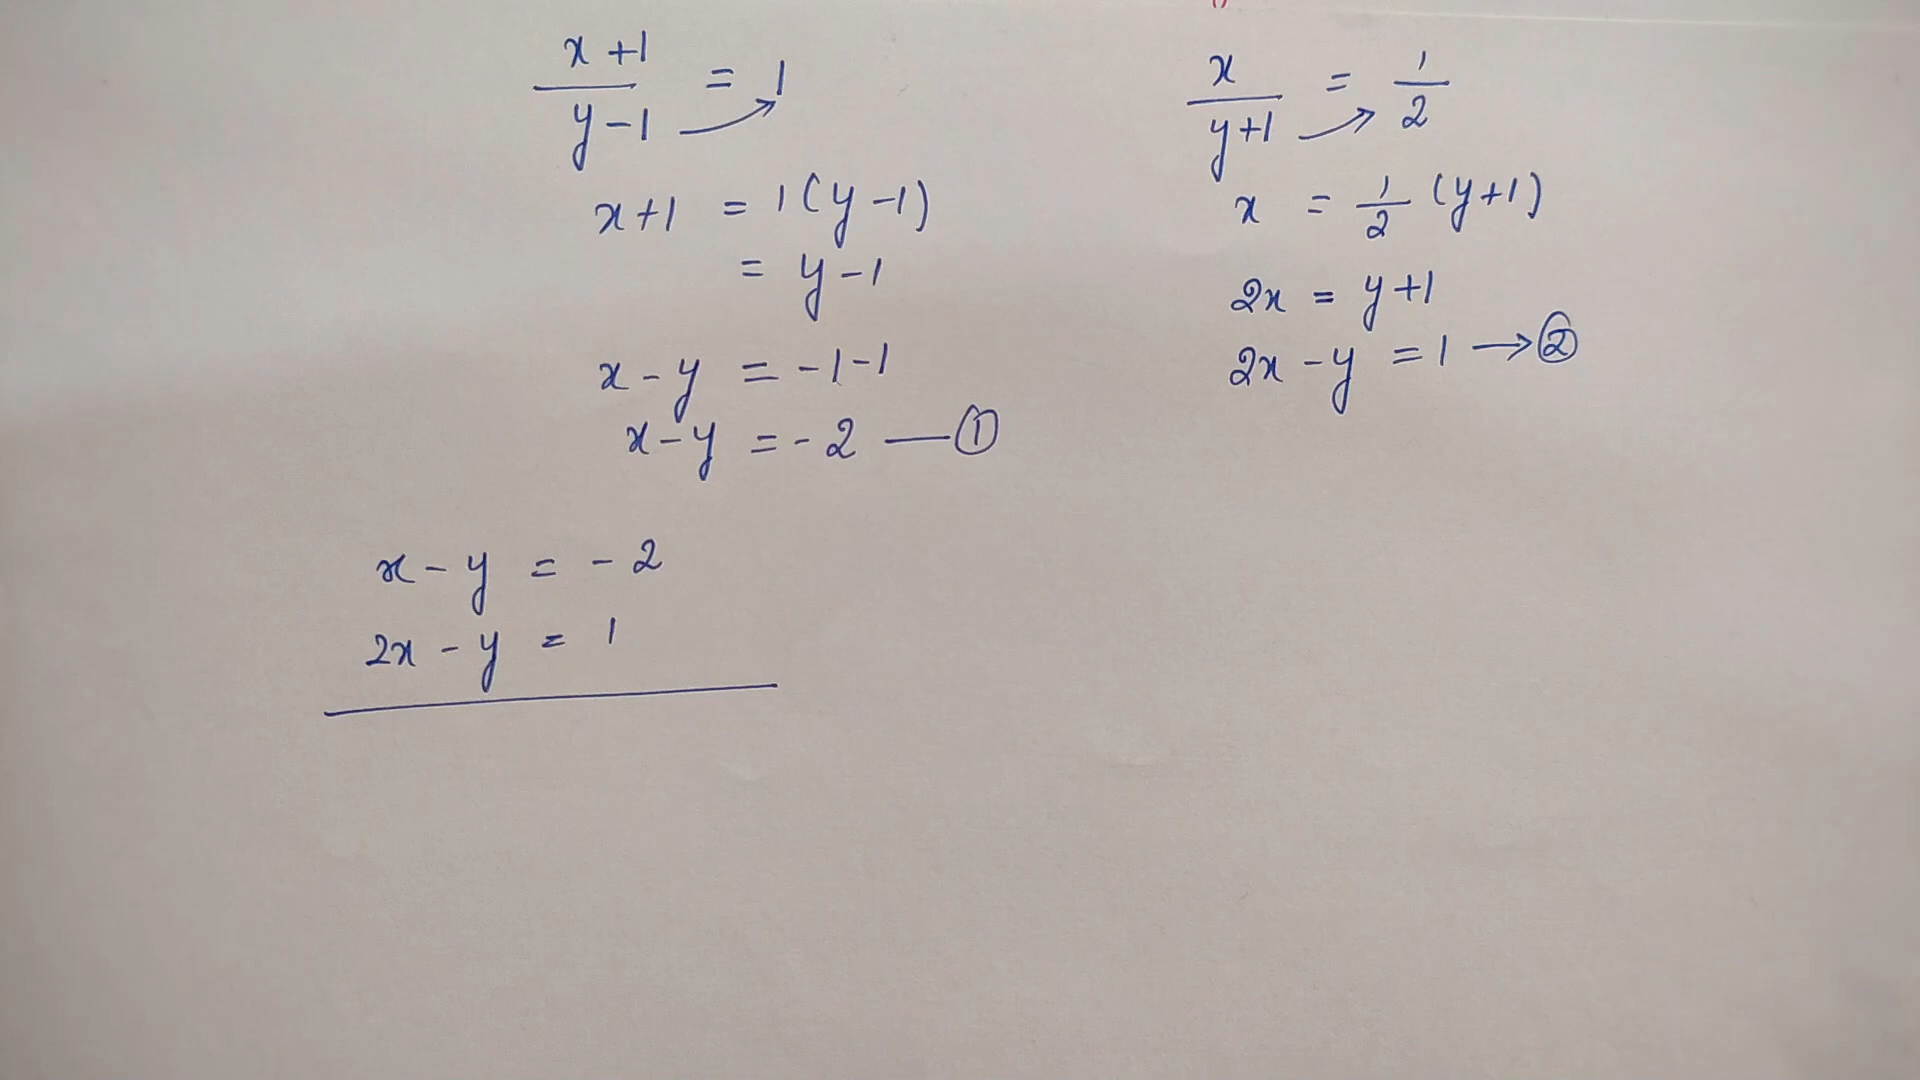 x+1
y-1 = 1
x+1 = 1(y-1)
= y-1
x-y = -1-1
x-y = -2 —①
x
y+1 = 1/2
x = 1/2 (y+1)
2x = y+1
2x-y = 1 →②
x-y = -2
2x-y = 1